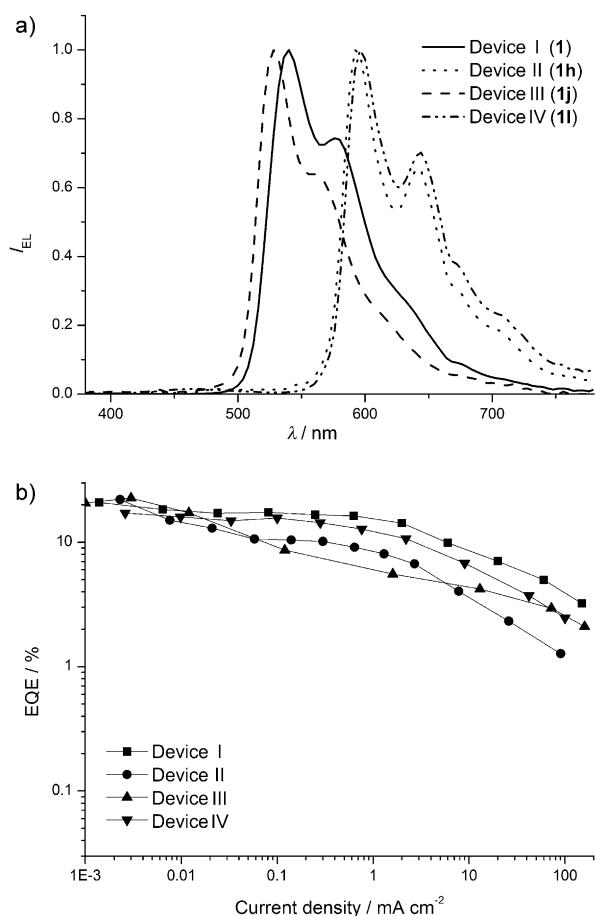 a)
1.0
0.8
0.6
0.4
0.2
0.0
I_EL
Device I (1)
Device II (1h)
Device III (1j)
Device IV (1l)
400
500
600
700
λ / nm
b)
10
1
0.1
EQE / %
Device I
Device II
Device III
Device IV
1E-3
0.01
0.1
1
10
100
Current density / mA cm⁻²